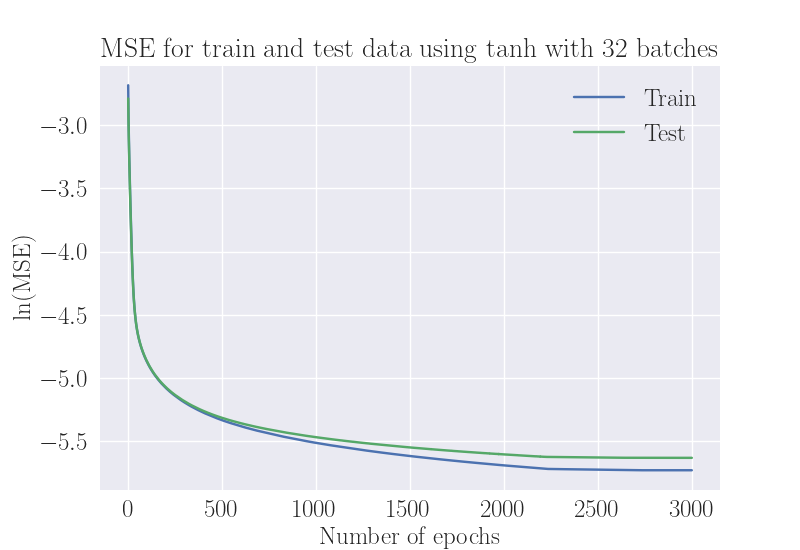 MSE for train and test data using tanh with 32 batches
Train
Test
−3.0
−3.5
−4.0
−4.5
−5.0
−5.5
ln(MSE)
0 500 1000 1500 2000 2500 3000
Number of epochs